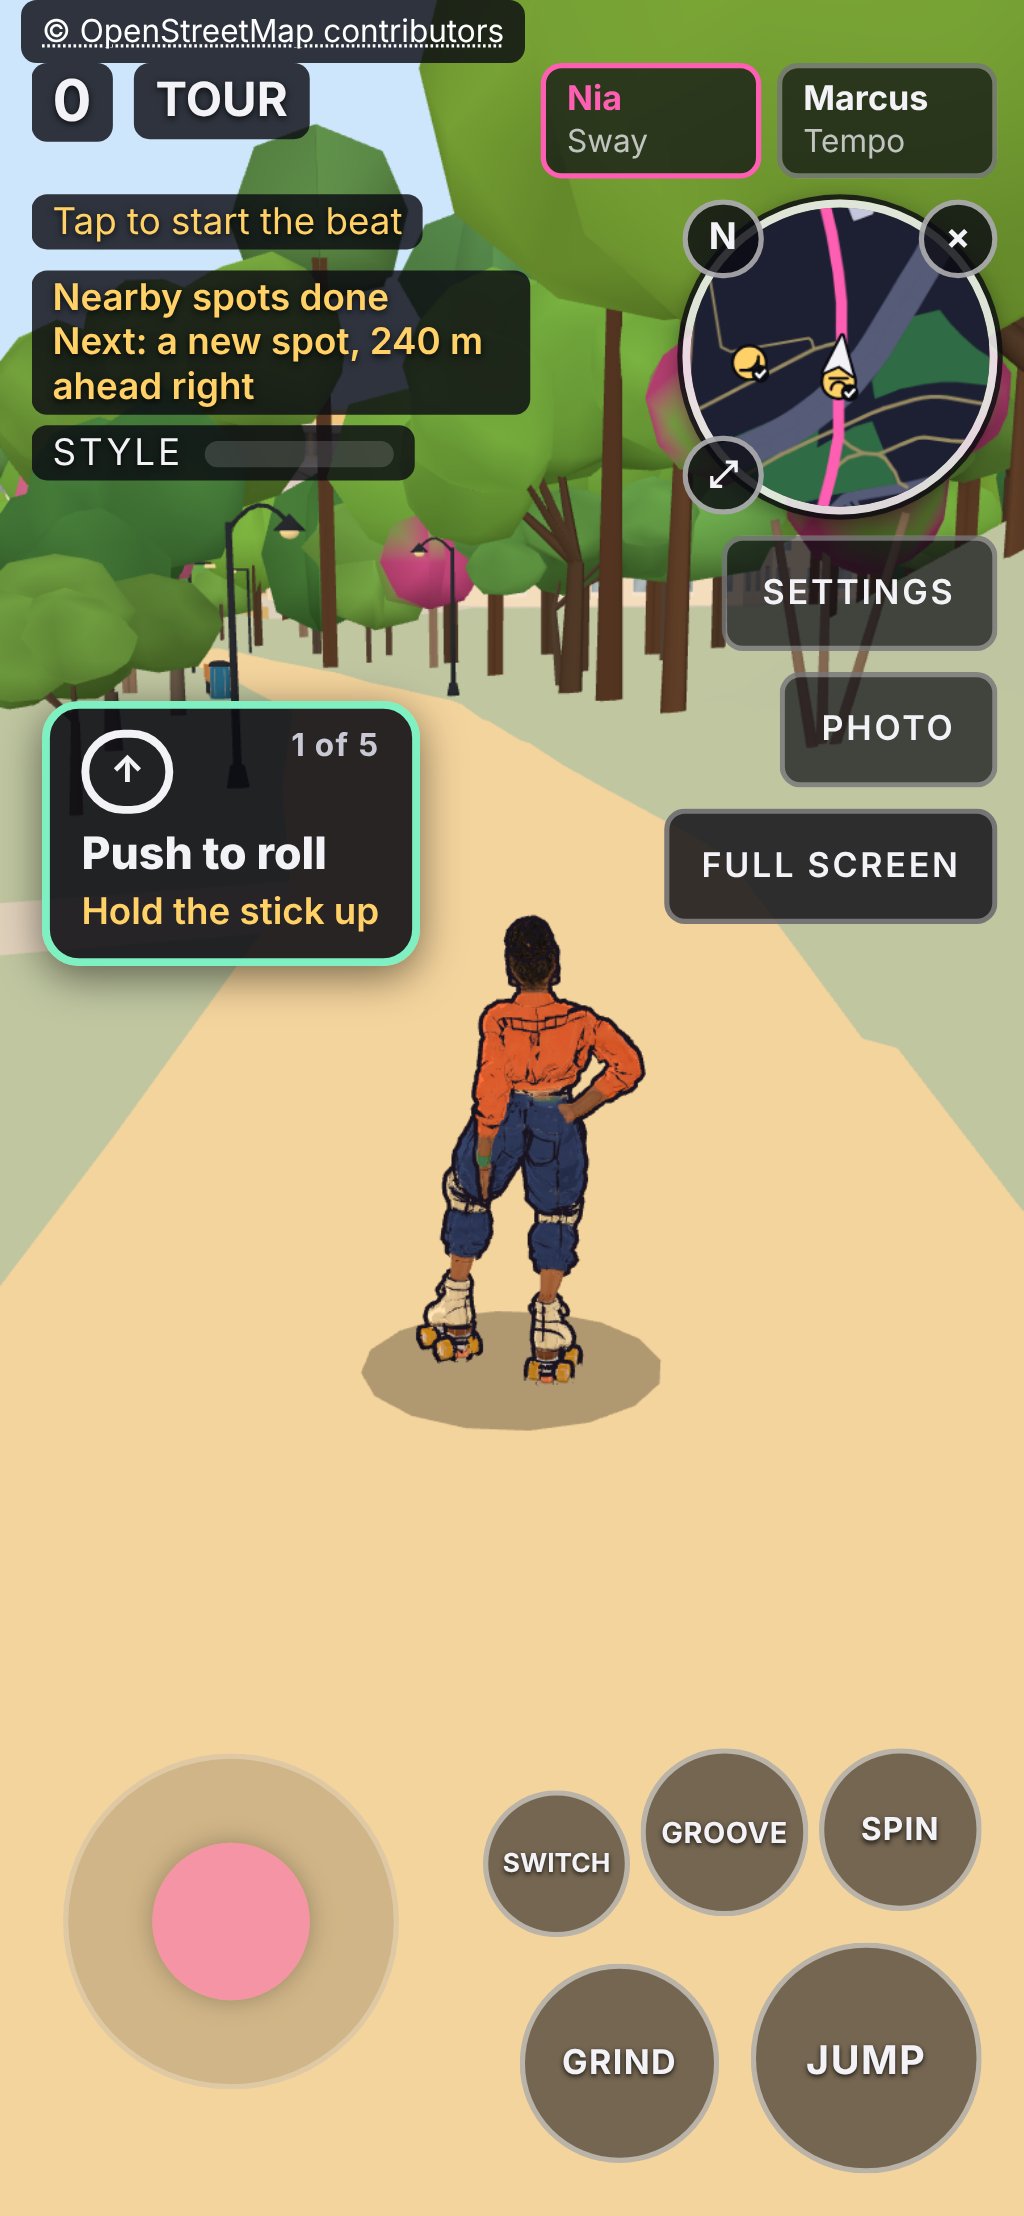 © OpenStreetMap contributors
0
TOUR
Nia
Sway
Marcus
Tempo
Tap to start the beat
N
×
Nearby spots done
Next: a new spot, 240 m
ahead right
STYLE
SETTINGS
PHOTO
FULL SCREEN
1 of 5
Push to roll
Hold the stick up
SWITCH
GROOVE
SPIN
GRIND
JUMP